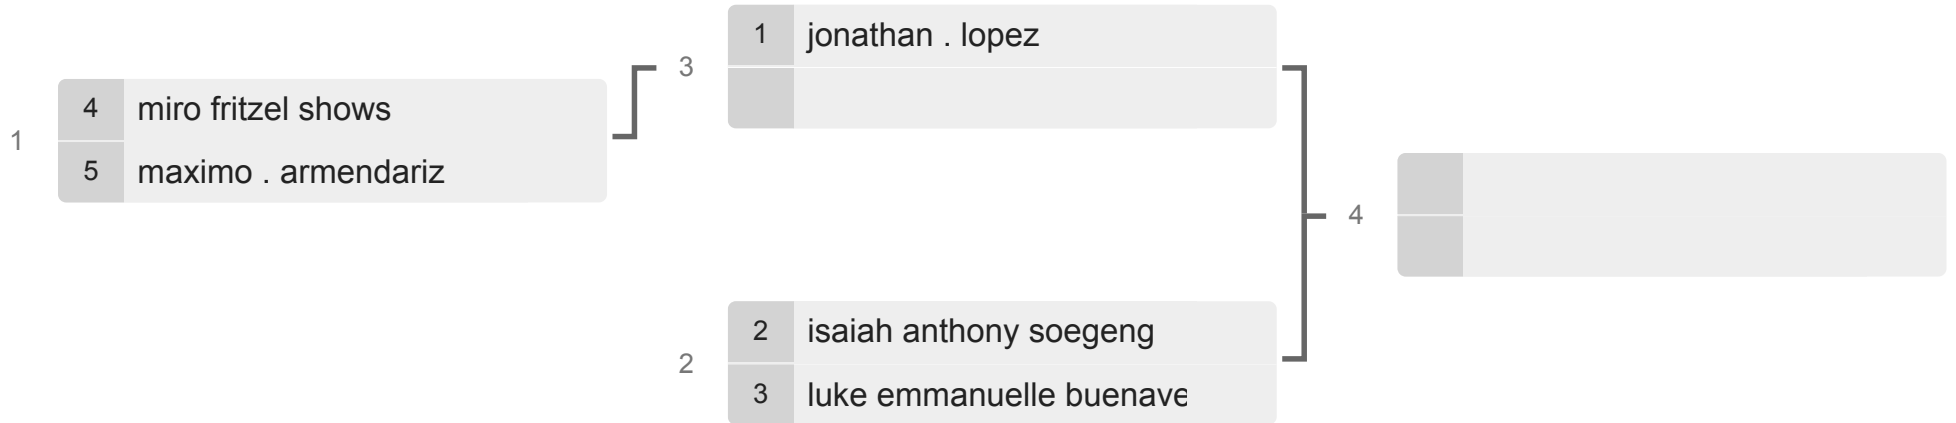 1
4 miro fritzel shows
5 maximo . armendariz
3
1 jonathan . lopez
2
2 isaiah anthony soegeng
3 luke emmanuelle buenave
4